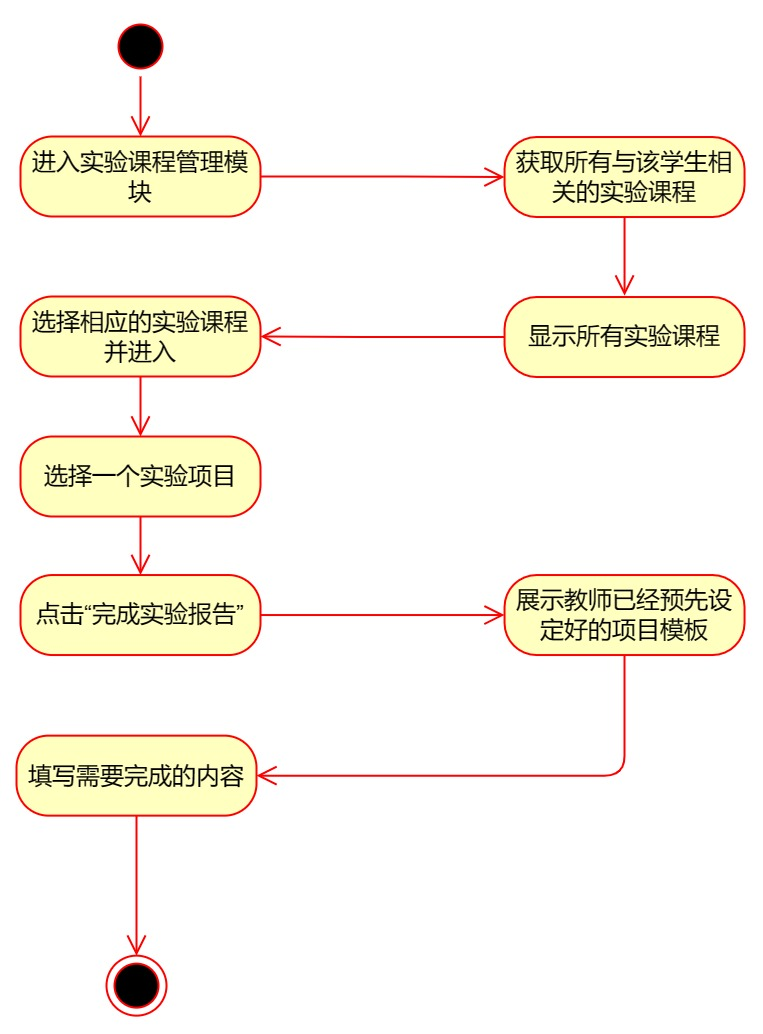 进入实验课程管理模
块
获取所有与该学生相
关的实验课程
显示所有实验课程
选择相应的实验课程
并进入
选择一个实验项目
点击“完成实验报告”
展示教师已经预先设
定好的项目模板
填写需要完成的内容